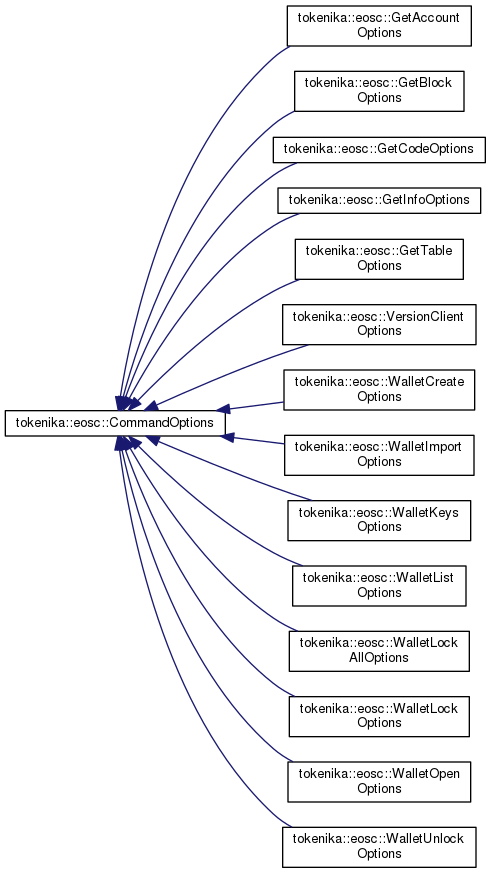 tokenika::eosc::GetAccount
Options
tokenika::eosc::GetBlock
Options
tokenika::eosc::GetCodeOptions
tokenika::eosc::GetInfoOptions
tokenika::eosc::GetTable
Options
tokenika::eosc::VersionClient
Options
tokenika::eosc::WalletCreate
Options
tokenika::eosc::CommandOptions
tokenika::eosc::WalletImport
Options
tokenika::eosc::WalletKeys
Options
tokenika::eosc::WalletList
Options
tokenika::eosc::WalletLock
AllOptions
tokenika::eosc::WalletLock
Options
tokenika::eosc::WalletOpen
Options
tokenika::eosc::WalletUnlock
Options